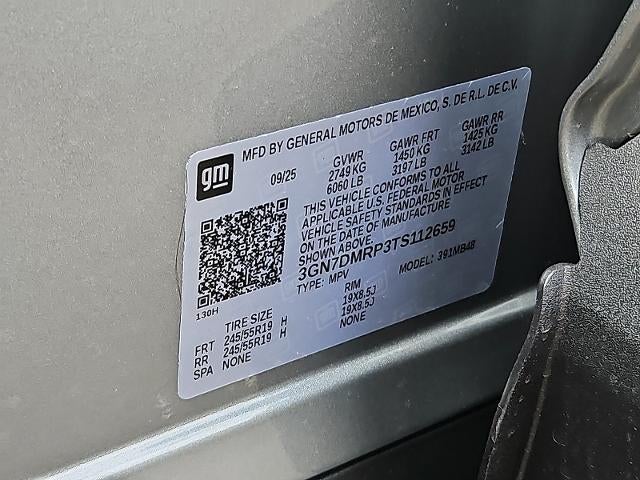 gm
MFD BY GENERAL MOTORS DE MEXICO, S. DE R.L. DE C.V.
09/25 GVWR GAWR FRT GAWR RR
2749 KG 1450 KG 1425 KG
6060 LB 3197 LB 3142 LB
THIS VEHICLE CONFORMS TO ALL
APPLICABLE U.S. FEDERAL MOTOR
VEHICLE SAFETY STANDARDS IN EFFECT
ON THE DATE OF MANUFACTURE
SHOWN ABOVE.
3GN7DMRP3TS112659
TYPE: MPV MODEL: 391MB48
130H
TIRE SIZE RIM
FRT 245/55R19 H 19X8.5J
RR 245/55R19 H 19X8.5J
SPA NONE NONE